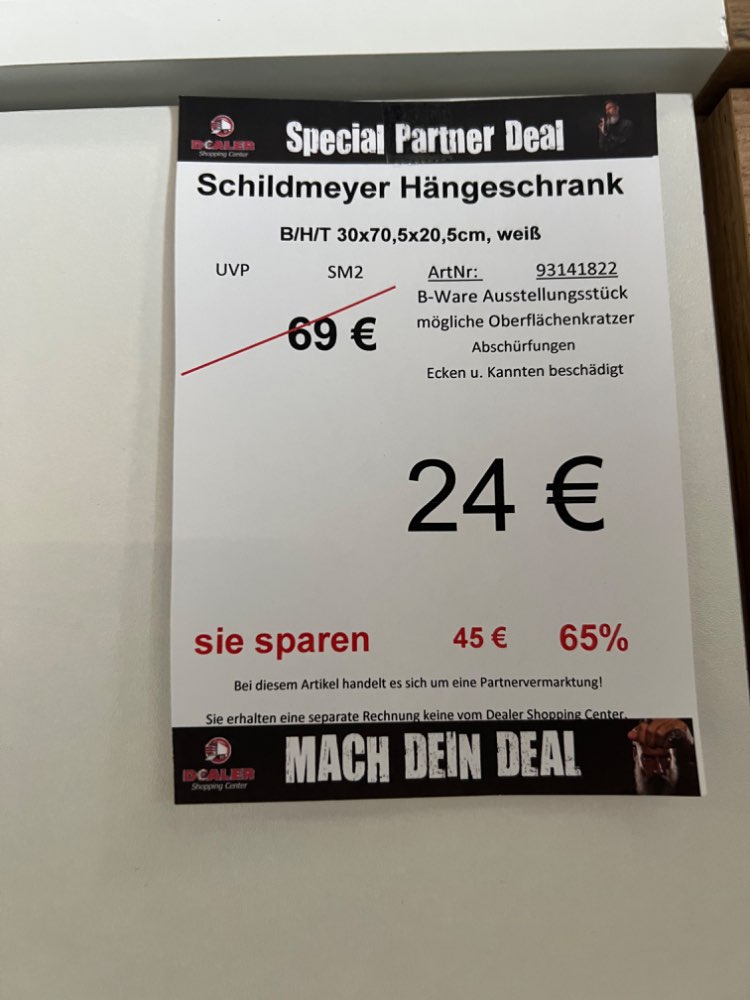 DEALER
Shopping Center
Special Partner Deal
Schildmeyer Hängeschrank
B/H/T 30x70,5x20,5cm, weiß
UVP SM2 ArtNr: 93141822
69 €
B-Ware Ausstellungsstück
mögliche Oberflächenkratzer
Abschürfungen
Ecken u. Kannten beschädigt
24 €
sie sparen 45 € 65%
Bei diesem Artikel handelt es sich um eine Partnervermarktung!
Sie erhalten eine separate Rechnung keine vom Dealer Shopping Center.
DEALER
Shopping Center
MACH DEIN DEAL